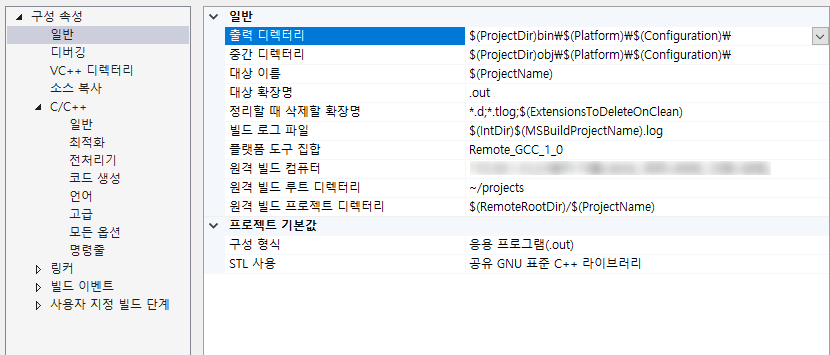 구성 속성
일반
디버깅
VC++ 디렉터리
소스 복사
C/C++
일반
최적화
전처리기
코드 생성
언어
고급
모든 옵션
명령줄
링커
빌드 이벤트
사용자 지정 빌드 단계
일반
출력 디렉터리 $(ProjectDir)bin₩$(Platform)₩$(Configuration)₩
중간 디렉터리 $(ProjectDir)obj₩$(Platform)₩$(Configuration)₩
대상 이름 $(ProjectName)
대상 확장명 .out
정리할 때 삭제할 확장명 *.d;*.tlog;$(ExtensionsToDeleteOnClean)
빌드 로그 파일 $(IntDir)$(MSBuildProjectName).log
플랫폼 도구 집합 Remote_GCC_1_0
원격 빌드 컴퓨터
원격 빌드 루트 디렉터리 ~/projects
원격 빌드 프로젝트 디렉터리 $(RemoteRootDir)/$(ProjectName)
프로젝트 기본값
구성 형식 응용 프로그램(.out)
STL 사용 공유 GNU 표준 C++ 라이브러리